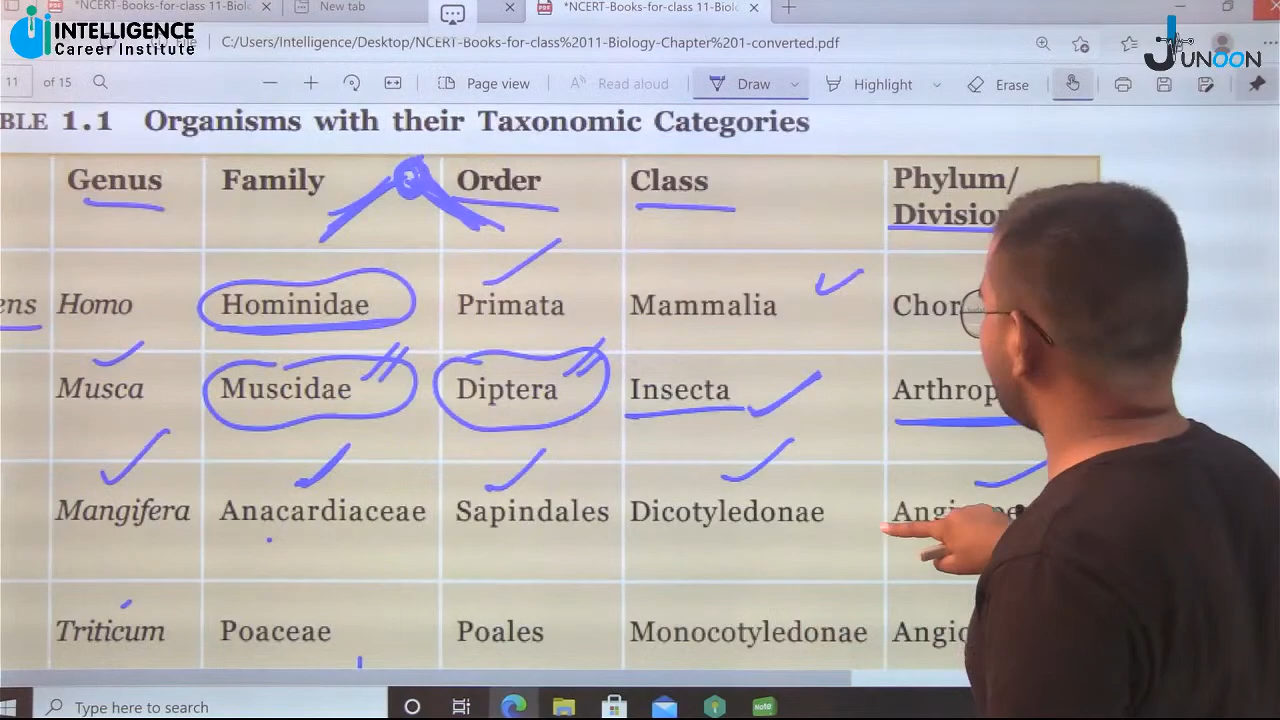 *NCERT-Books-for-class 11-Biol
New tab
*NCERT-Books-for-class 11-Biol
INTELLIGENCE
Career Institute
File
C:/Users/Intelligence/Desktop/NCERT-Books-for-class%2011-Biology-Chapter%201-converted.pdf
JUNOON
11 of 15
Page view
Read aloud
Draw
Highlight
Erase
BLE 1.1 Organisms with their Taxonomic Categories
Genus Family Order Class Phylum/
Divisio
ens Homo Hominidae Primata Mammalia Chor
Musca Muscidae Diptera Insecta Arthrop
Mangifera Anacardiaceae Sapindales Dicotyledonae Angi
Triticum Poaceae Poales Monocotyledonae Angio
Type here to search
Note